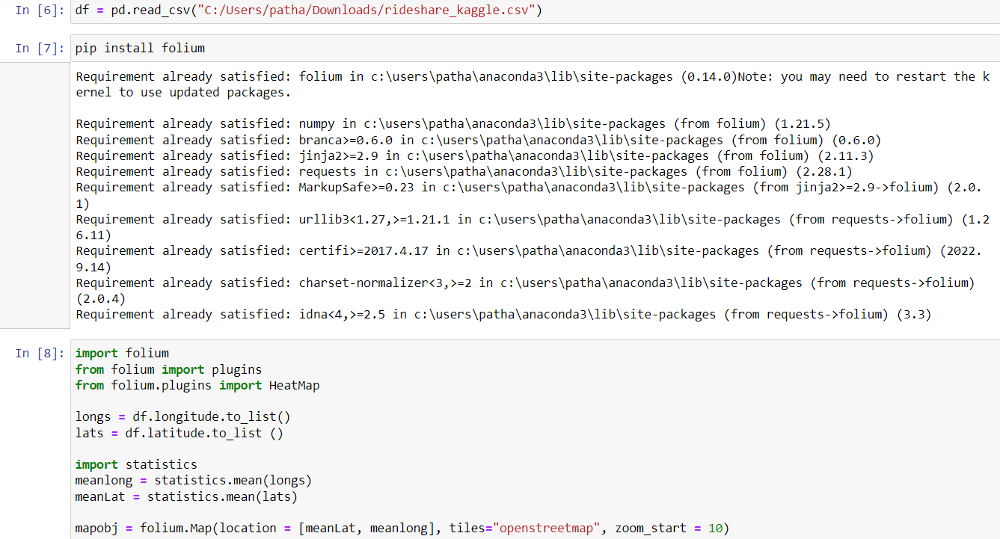 In [6]: df = pd.read_csv("C:/Users/patha/Downloads/rideshare_kaggle.csv")
In [7]: pip install folium
Requirement already satisfied: folium in c:\users\patha\anaconda3\lib\site-packages (0.14.0)Note: you may need to restart the k
ernel to use updated packages.
Requirement already satisfied: numpy in c:\users\patha\anaconda3\lib\site-packages (from folium) (1.21.5)
Requirement already satisfied: branca>=0.6.0 in c:\users\patha\anaconda3\lib\site-packages (from folium) (0.6.0)
Requirement already satisfied: jinja2>=2.9 in c:\users\patha\anaconda3\lib\site-packages (from folium) (2.11.3)
Requirement already satisfied: requests in c:\users\patha\anaconda3\lib\site-packages (from folium) (2.28.1)
Requirement already satisfied: MarkupSafe>=0.23 in c:\users\patha\anaconda3\lib\site-packages (from jinja2>=2.9->folium) (2.0.
1)
Requirement already satisfied: urllib3<1.27,>=1.21.1 in c:\users\patha\anaconda3\lib\site-packages (from requests->folium) (1.2
6.11)
Requirement already satisfied: certifi>=2017.4.17 in c:\users\patha\anaconda3\lib\site-packages (from requests->folium) (2022.
9.14)
Requirement already satisfied: charset-normalizer<3,>=2 in c:\users\patha\anaconda3\lib\site-packages (from requests->folium)
(2.0.4)
Requirement already satisfied: idna<4,>=2.5 in c:\users\patha\anaconda3\lib\site-packages (from requests->folium) (3.3)
In [8]: import folium
from folium import plugins
from folium.plugins import HeatMap
longs = df.longitude.to_list()
lats = df.latitude.to_list ()
import statistics
meanlong = statistics.mean(longs)
meanLat = statistics.mean(lats)
mapobj = folium.Map(location = [meanLat, meanlong], tiles="openstreetmap", zoom_start = 10)